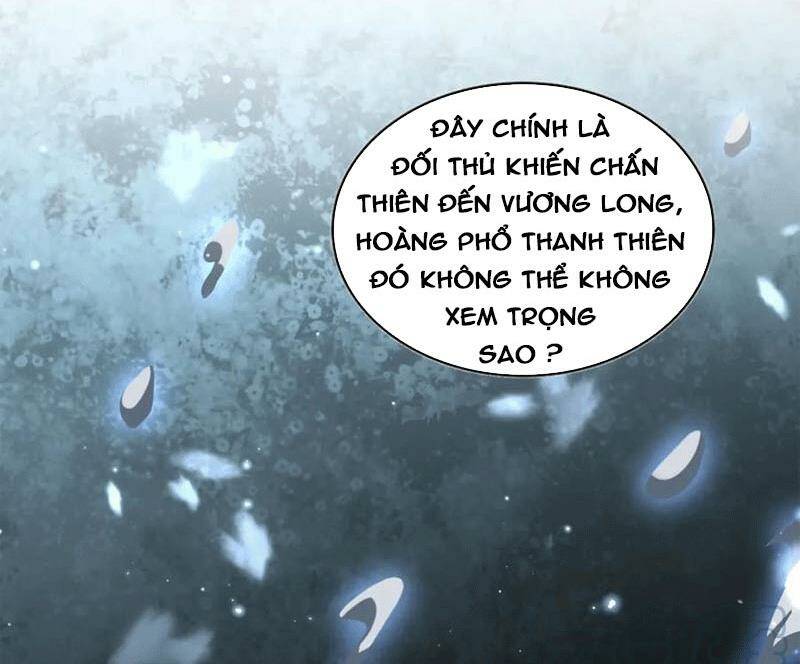 ĐÂY CHÍNH LÀ
ĐỐI THỦ KHIẾN CHẤN
THIÊN ĐẾN VƯƠNG LONG,
HOÀNG PHỔ THANH THIÊN
ĐÓ KHÔNG THỂ KHÔNG
XEM TRỌNG
SAO ?